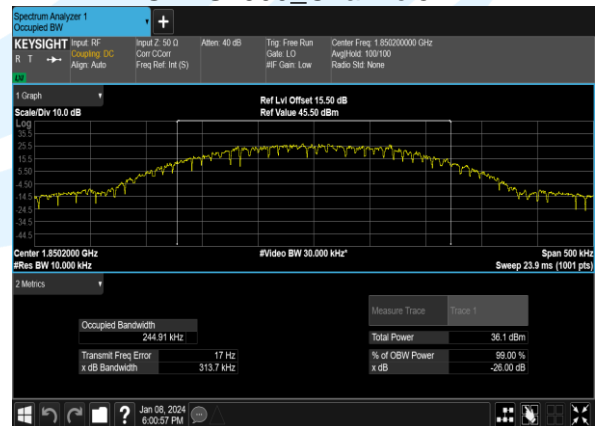 Spectrum Analyzer 1
Occupied BW
+
KEYSIGHT
R T
LXI
Input: RF
Coupling: DC
Align: Auto
Input Z: 50 Ω
Corr CCorr
Freq Ref: Int (S)
Atten: 40 dB
Trig: Free Run
Gate: LO
#IF Gain: Low
Center Freq: 1.850200000 GHz
Avg|Hold: 100/100
Radio Std: None
1 Graph
Scale/Div 10.0 dB
Ref Lvl Offset 15.50 dB
Ref Value 45.50 dBm
Log
35.5
25.5
15.5
5.50
-4.50
-14.5
-24.5
-34.5
-44.5
Center 1.8502000 GHz
#Res BW 10.000 kHz
#Video BW 30.000 kHz*
Span 500 kHz
Sweep 23.9 ms (1001 pts)
2 Metrics
Measure Trace Trace 1
Occupied Bandwidth
244.91 kHz
Total Power 36.1 dBm
Transmit Freq Error 17 Hz
% of OBW Power 99.00 %
x dB Bandwidth 313.7 kHz
x dB -26.00 dB
?
Jan 08, 2024
6:00:57 PM